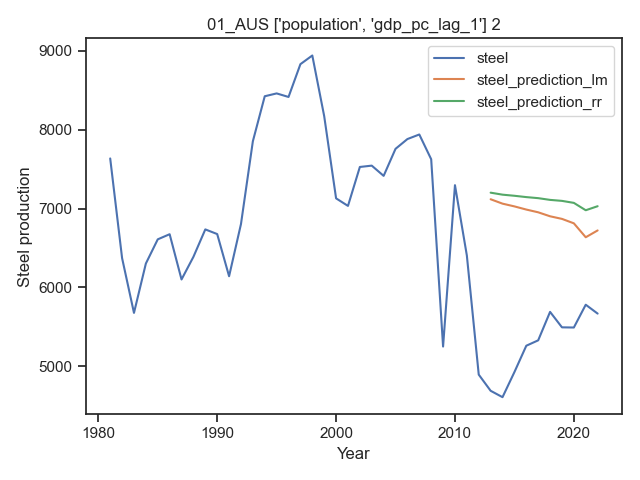 01_AUS ['population', 'gdp_pc_lag_1'] 2
steel
steel_prediction_lm
steel_prediction_rr
Steel production
9000
8000
7000
6000
5000
1980
1990
2000
2010
2020
Year